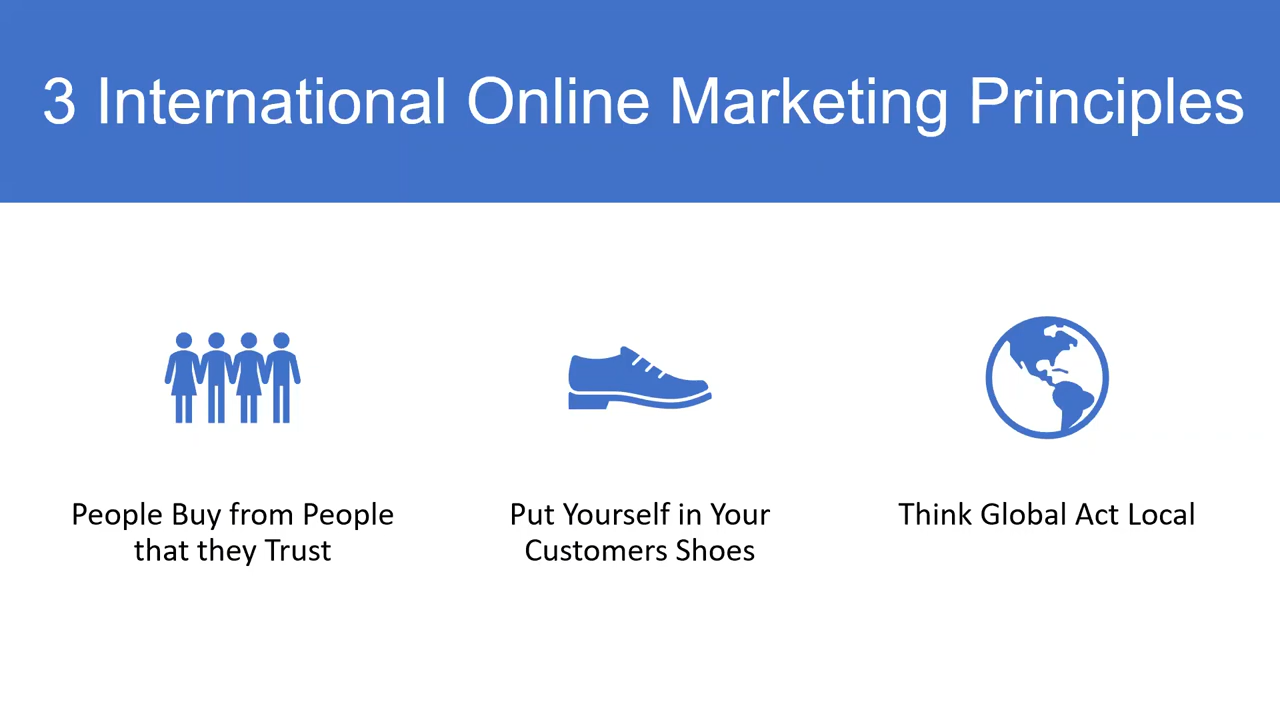 3 International Online Marketing Principles
People Buy from People
that they Trust
Put Yourself in Your
Customers Shoes
Think Global Act Local